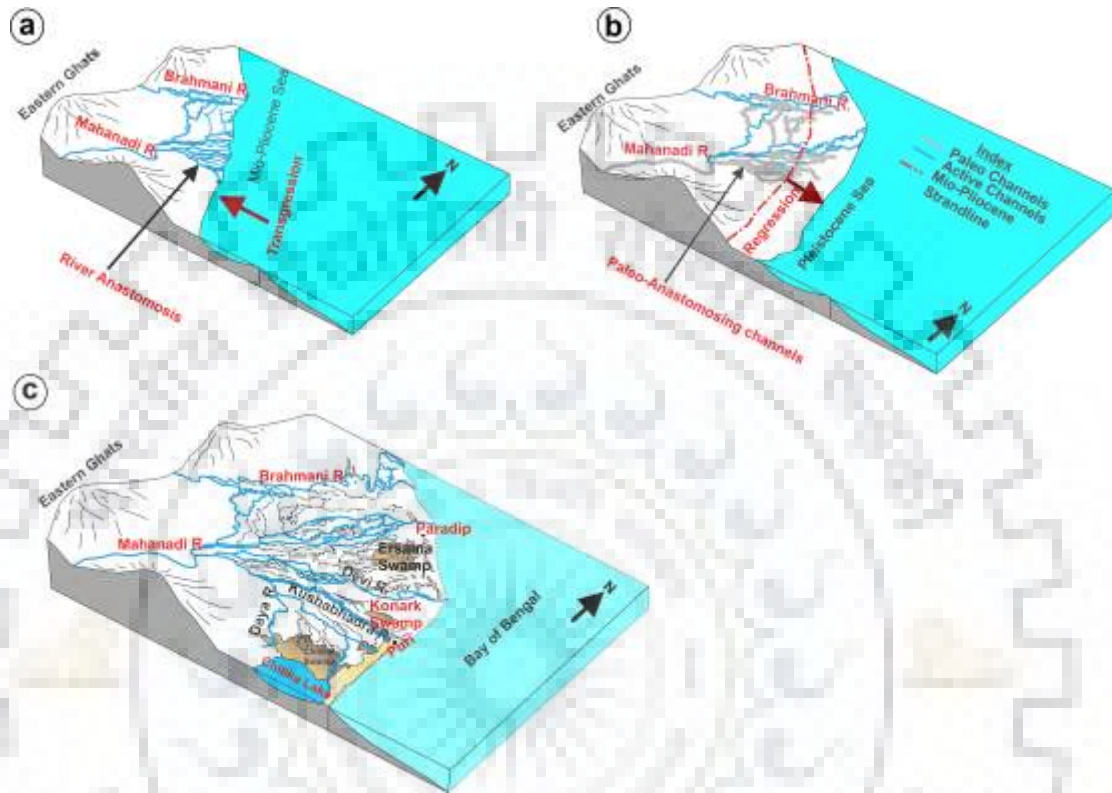 a
Eastern Ghats
Brahmani R.
Mahanadi R.
Mio-Pliocene Sea
Transgression
N
River Anastomosis
b
Eastern Ghats
Brahmani R.
Mahanadi R.
Index
Paleo Channels
Active Channels
Mio-Pliocene
Strandline
Regression
Pleistocene Sea
Paleo-Anastomosing channels
N
c
Eastern Ghats
Brahmani R.
Mahanadi R.
Paradip
Ersama
Swamp
Devi R.
Kushabhadra R.
Daya R.
Konark
Swamp
Puri
Chilika Lake
Bay of Bengal
N